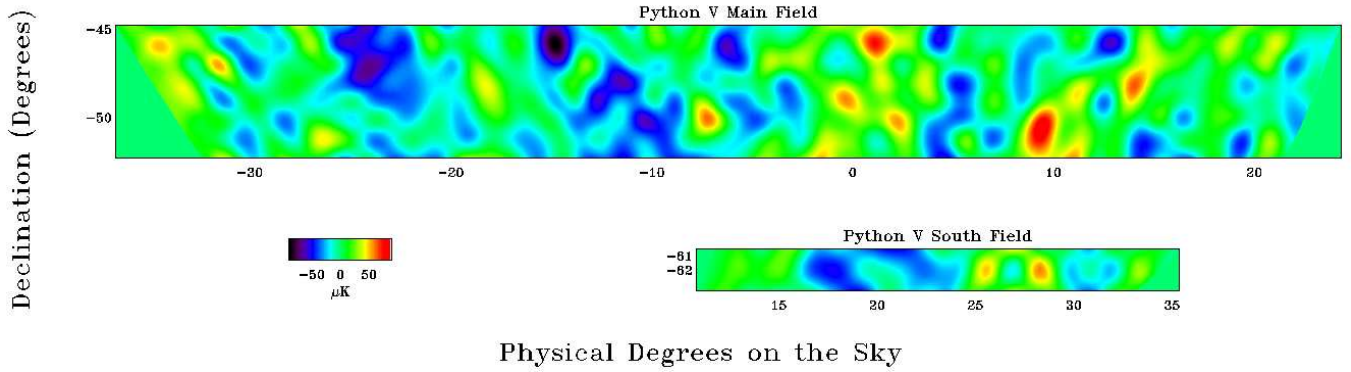 Python V Main Field
-45
-50
-30 -20 -10 0 10 20
Declination (Degrees)
Python V South Field
-61
-62
15 20 25 30 35
-50 0 50
μK
Physical Degrees on the Sky